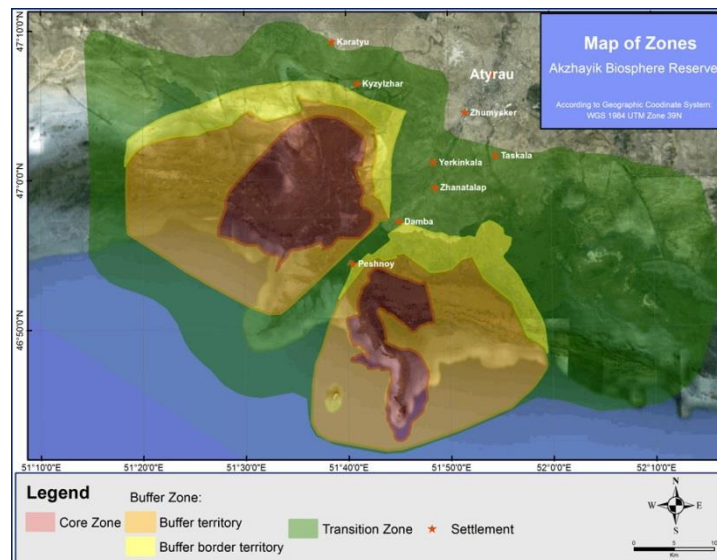 Map of Zones
Akzhayik Biosphere Reserve
According to Geographic Coodinate System:
WGS 1984 UTM Zone 39N
47°10'0"N
47°0'0"N
46°50'0"N
Karatyu
Kyzylzhar
Atyrau
Zhumysker
Yerkinkala
Taskala
Zhanatalap
Damba
Peshnoy
51°10'0"E
51°20'0"E
51°30'0"E
51°40'0"E
51°50'0"E
52°0'0"E
52°10'0"E
Legend
Buffer Zone:
Core Zone
Buffer territory
Buffer border territory
Transition Zone
Settlement
N
W
E
S
0 5 10
Km